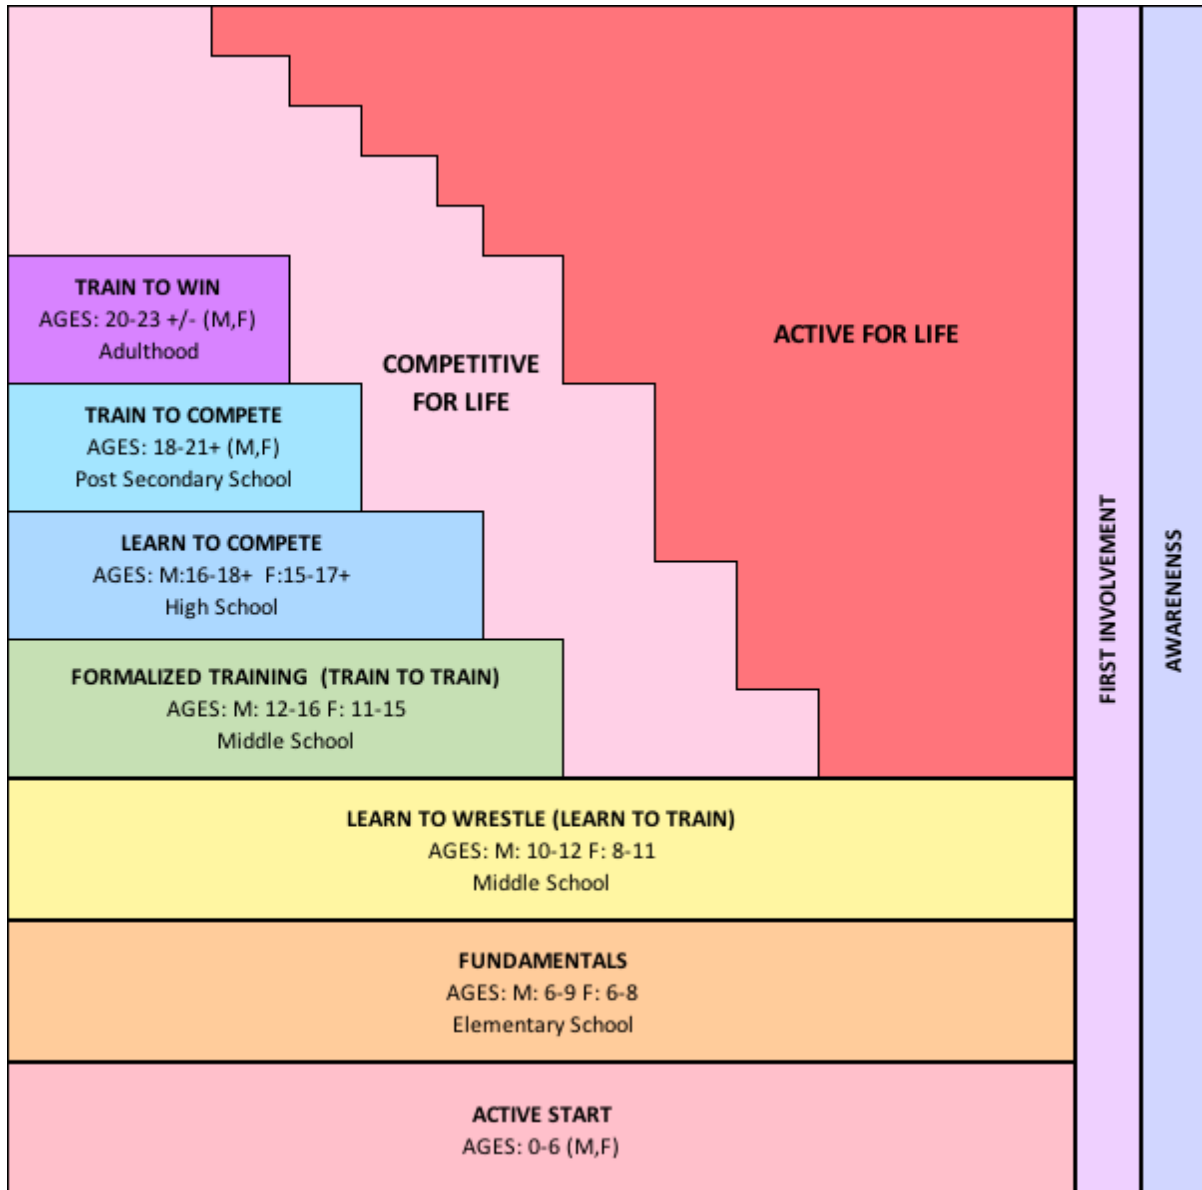 TRAIN TO WIN
AGES: 20-23 +/- (M,F)
Adulthood
COMPETITIVE
FOR LIFE
ACTIVE FOR LIFE
TRAIN TO COMPETE
AGES: 18-21+ (M,F)
Post Secondary School
LEARN TO COMPETE
AGES: M:16-18+ F:15-17+
High School
FORMALIZED TRAINING (TRAIN TO TRAIN)
AGES: M: 12-16 F: 11-15
Middle School
LEARN TO WRESTLE (LEARN TO TRAIN)
AGES: M: 10-12 F: 8-11
Middle School
FUNDAMENTALS
AGES: M: 6-9 F: 6-8
Elementary School
ACTIVE START
AGES: 0-6 (M,F)
FIRST INVOLVEMENT
AWARENENSS